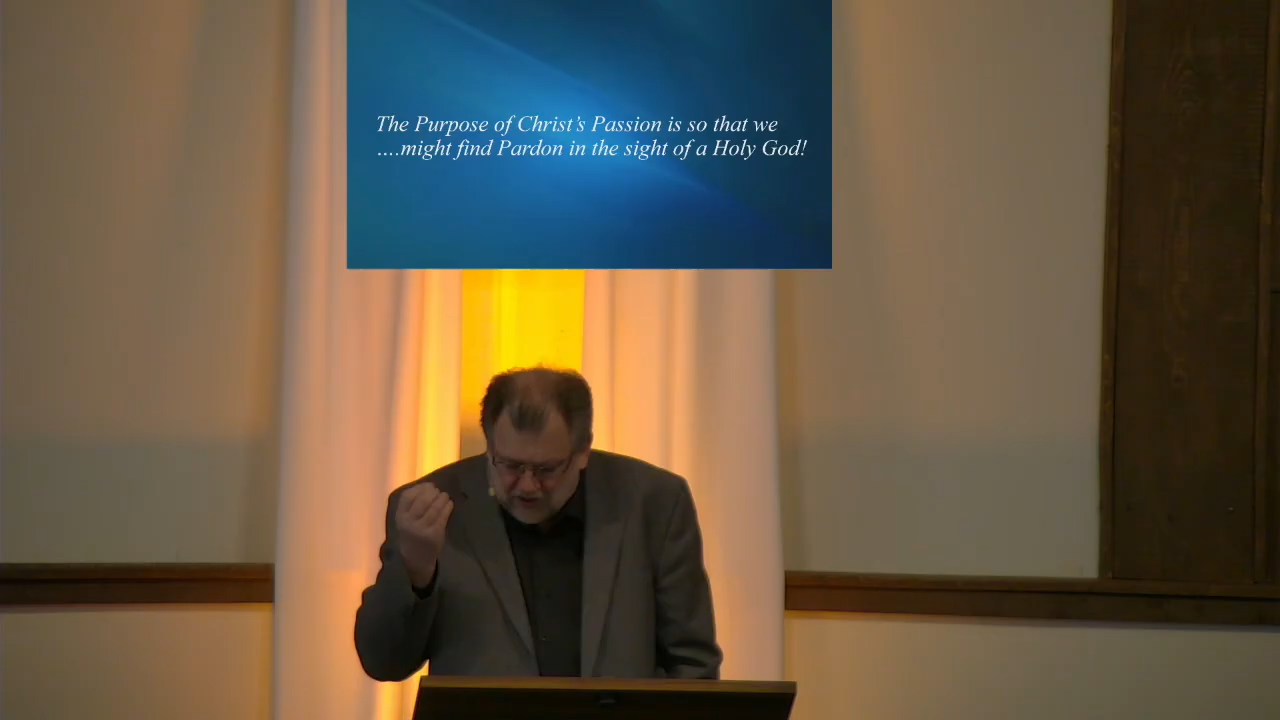 The Purpose of Christ's Passion is so that we
....might find Pardon in the sight of a Holy God!